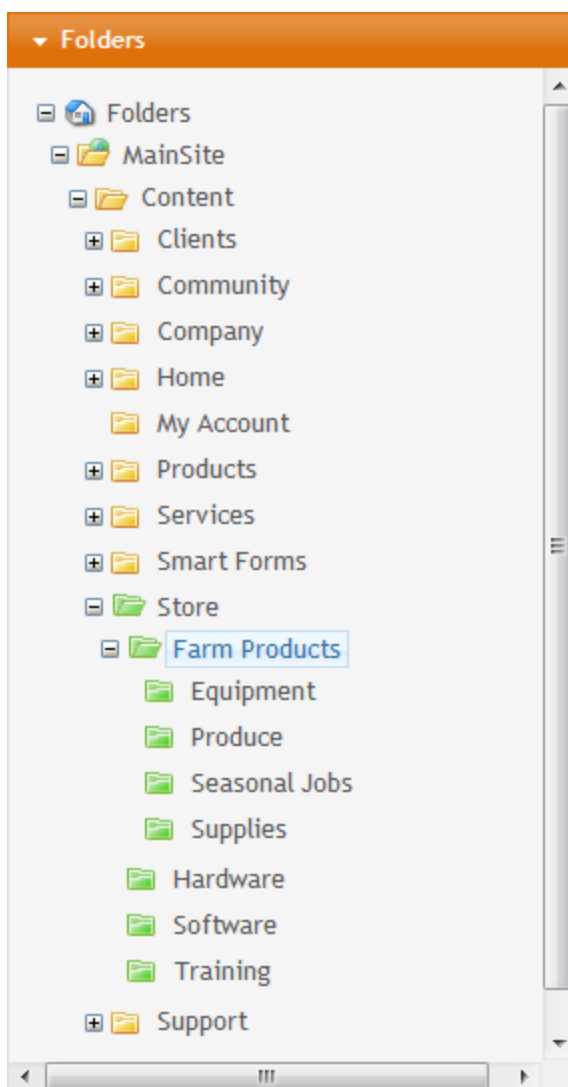 Folders
Folders
MainSite
Content
Clients
Community
Company
Home
My Account
Products
Services
Smart Forms
Store
Farm Products
Equipment
Produce
Seasonal Jobs
Supplies
Hardware
Software
Training
Support